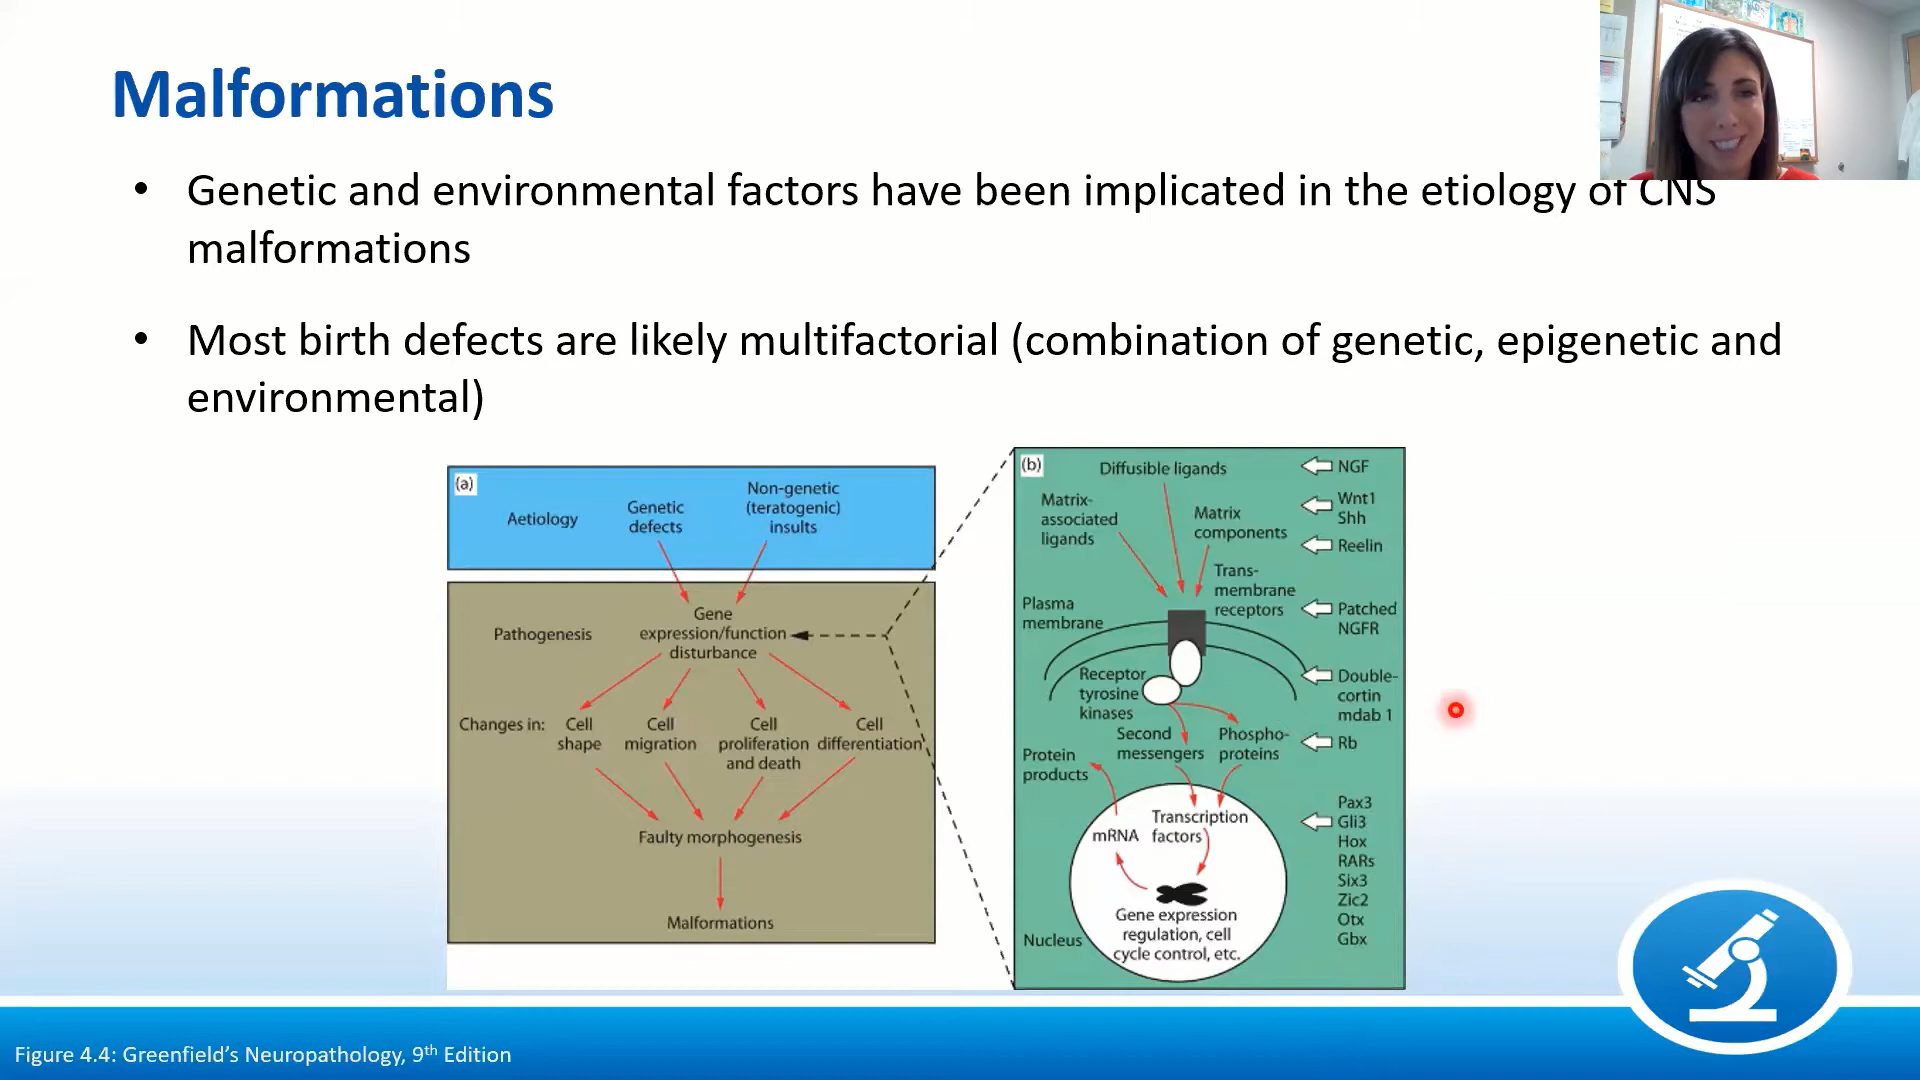 Malformations
• Genetic and environmental factors have been implicated in the etiology of CNS
malformations
• Most birth defects are likely multifactorial (combination of genetic, epigenetic and
environmental)
(a)
Aetiology
Genetic
defects
Non-genetic
(teratogenic)
insults
Pathogenesis
Gene
expression/function
disturbance
Changes in:
Cell
shape
Cell
migration
Cell
proliferation
and death
Cell
differentiation
Faulty morphogenesis
Malformations
(b)
Diffusible ligands
Matrix-
associated
ligands
Matrix
components
Trans-
membrane
receptors
Plasma
membrane
Receptor
tyrosine
kinases
Second
messengers
Phospho-
proteins
Protein
products
mRNA
Transcription
factors
Gene expression
regulation, cell
cycle control, etc.
Nucleus
NGF
Wnt1
Shh
Reelin
Patched
NGFR
Double-
cortin
mdab 1
Rb
Pax3
Gli3
Hox
RARs
Six3
Zic2
Otx
Gbx
Figure 4.4: Greenfield's Neuropathology, 9th Edition